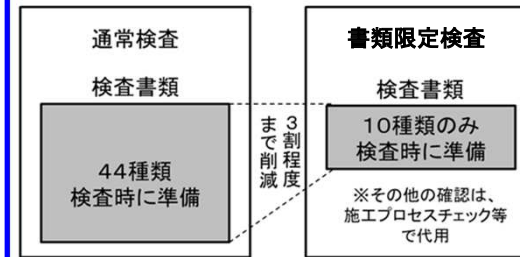 通常検査
検査書類
44種類
検査時に準備
３割程度
まで削減
書類限定検査
検査書類
10種類のみ
検査時に準備
※その他の確認は、
施工プロセスチェック等
で代用